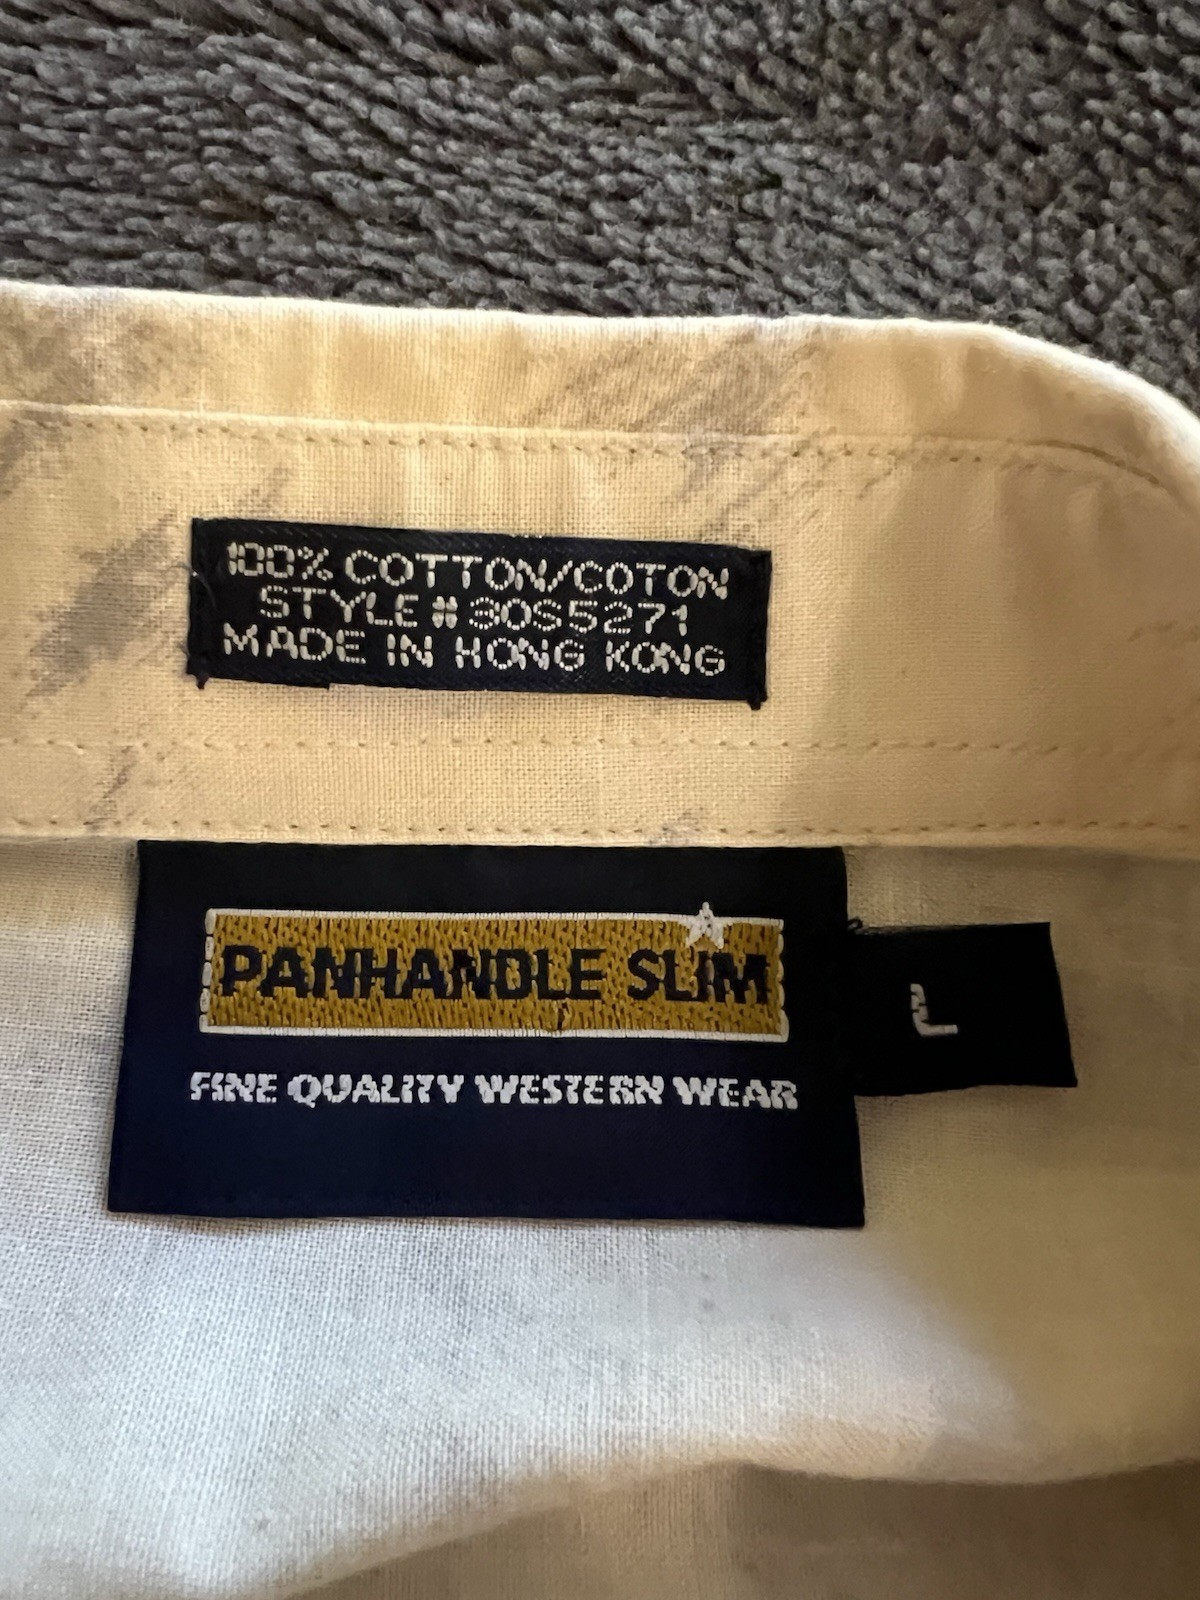 100% COTTON/COTON
STYLE # 30S5271
MADE IN HONG KONG
PANHANDLE SLIM
L
FINE QUALITY WESTERN WEAR